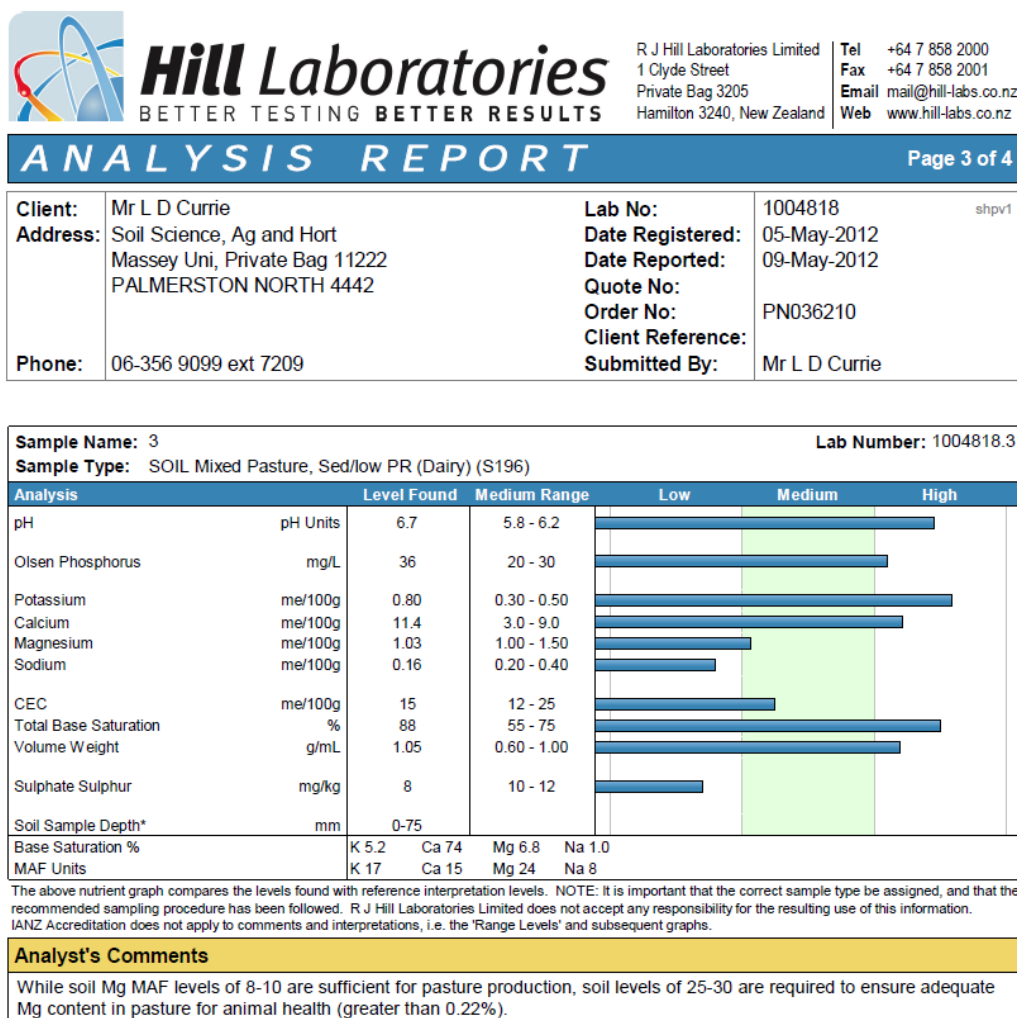 Hill Laboratories
BETTER TESTING BETTER RESULTS
R J Hill Laboratories Limited
1 Clyde Street
Private Bag 3205
Hamilton 3240, New Zealand
Tel +64 7 858 2000
Fax +64 7 858 2001
Email mail@hill-labs.co.nz
Web www.hill-labs.co.nz
ANALYSIS REPORT Page 3 of 4
Client: Mr L D Currie
Address: Soil Science, Ag and Hort
Massey Uni, Private Bag 11222
PALMERSTON NORTH 4442
Phone: 06-356 9099 ext 7209
Lab No: 1004818 shpv1
Date Registered: 05-May-2012
Date Reported: 09-May-2012
Quote No:
Order No: PN036210
Client Reference:
Submitted By: Mr L D Currie
Sample Name: 3 Lab Number: 1004818.3
Sample Type: SOIL Mixed Pasture, Sed/low PR (Dairy) (S196)
Analysis Level Found Medium Range Low Medium High
pH pH Units 6.7 5.8 - 6.2
Olsen Phosphorus mg/L 36 20 - 30
Potassium me/100g 0.80 0.30 - 0.50
Calcium me/100g 11.4 3.0 - 9.0
Magnesium me/100g 1.03 1.00 - 1.50
Sodium me/100g 0.16 0.20 - 0.40
CEC me/100g 15 12 - 25
Total Base Saturation % 88 55 - 75
Volume Weight g/mL 1.05 0.60 - 1.00
Sulphate Sulphur mg/kg 8 10 - 12
Soil Sample Depth* mm 0-75
Base Saturation % K 5.2 Ca 74 Mg 6.8 Na 1.0
MAF Units K 17 Ca 15 Mg 24 Na 8
The above nutrient graph compares the levels found with reference interpretation levels. NOTE: It is important that the correct sample type be assigned, and that the
recommended sampling procedure has been followed. R J Hill Laboratories Limited does not accept any responsibility for the resulting use of this information.
IANZ Accreditation does not apply to comments and interpretations, i.e. the 'Range Levels' and subsequent graphs.
Analyst's Comments
While soil Mg MAF levels of 8-10 are sufficient for pasture production, soil levels of 25-30 are required to ensure adequate
Mg content in pasture for animal health (greater than 0.22%).